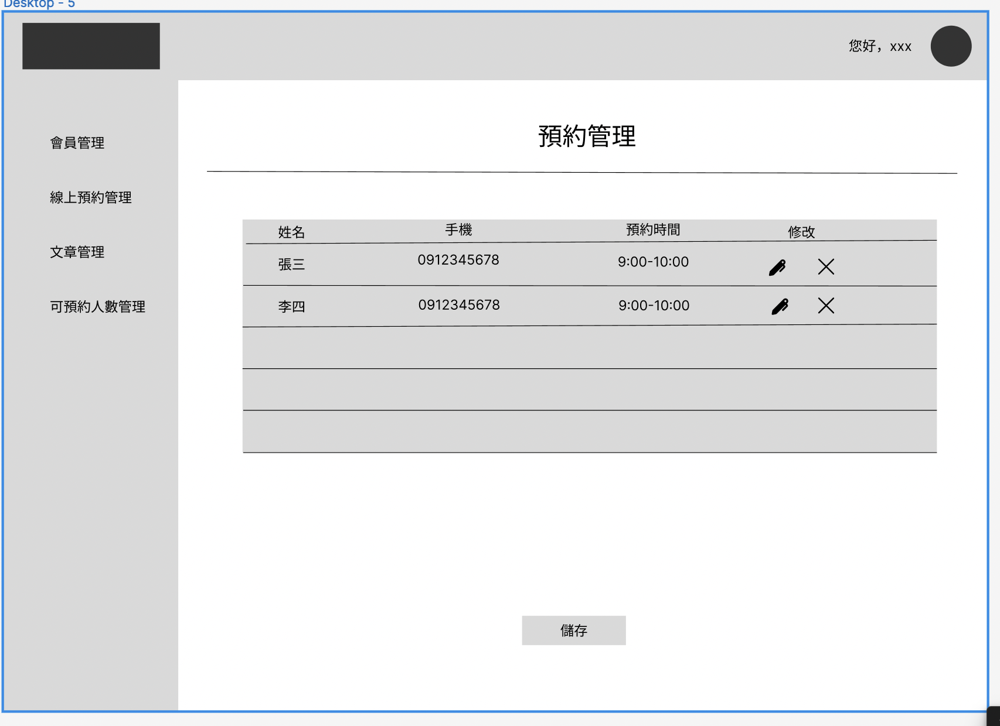 Desktop - 5
您好，xxx
會員管理
線上預約管理
文章管理
可預約人數管理
預約管理
姓名 手機 預約時間 修改
張三 0912345678 9:00-10:00
李四 0912345678 9:00-10:00
儲存